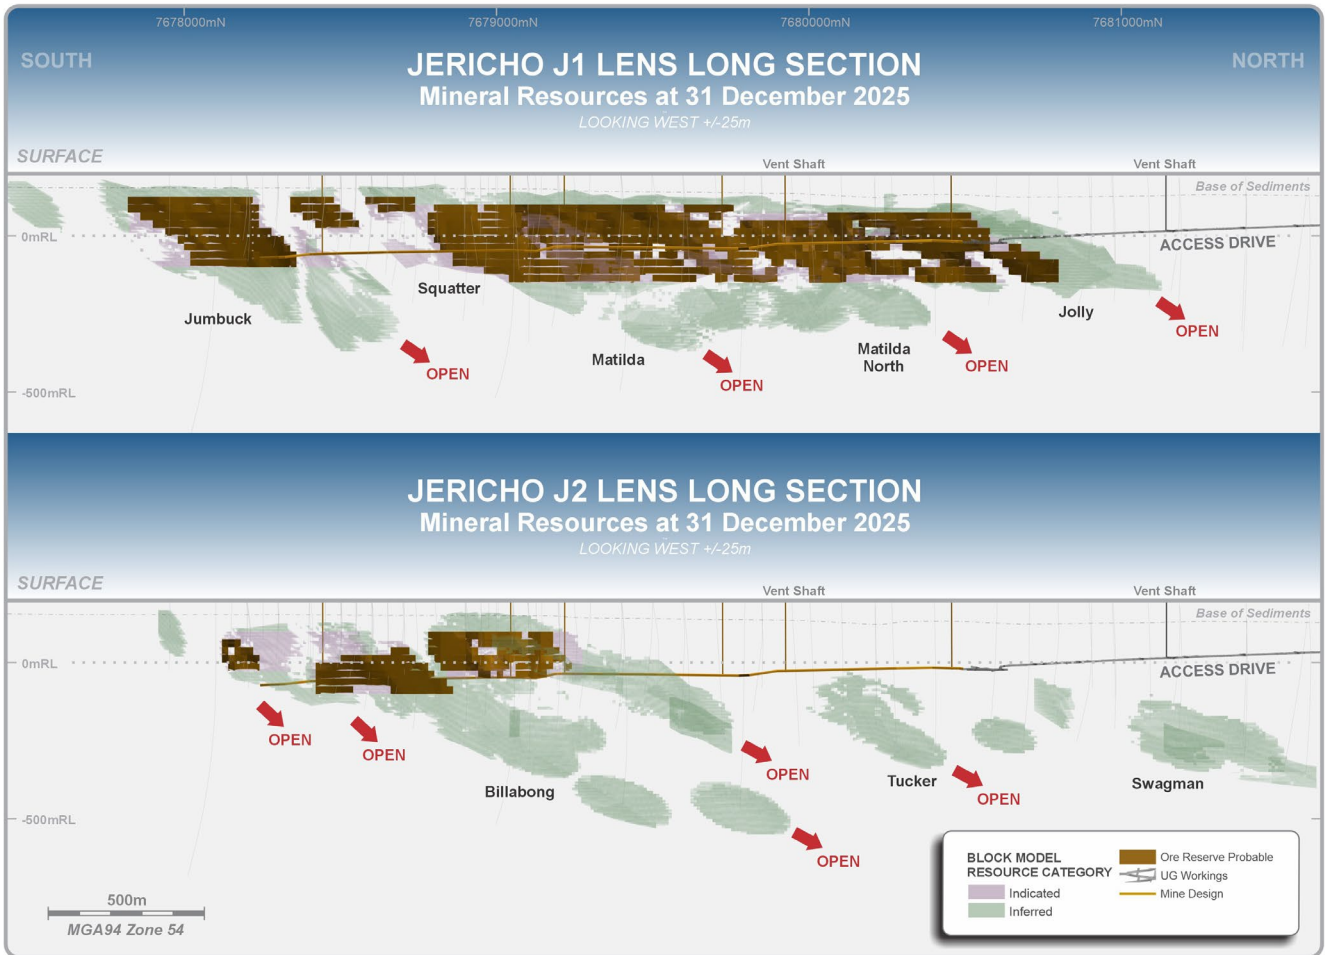 7678000mN 7679000mN 7680000mN 7681000mN
SOUTH
NORTH
JERICHO J1 LENS LONG SECTION
Mineral Resources at 31 December 2025
LOOKING WEST +/-25m
SURFACE
Vent Shaft
Vent Shaft
Base of Sediments
0mRL
ACCESS DRIVE
Squatter
Jumbuck
Jolly
OPEN
Matilda
Matilda
North
OPEN
OPEN
OPEN
-500mRL
JERICHO J2 LENS LONG SECTION
Mineral Resources at 31 December 2025
LOOKING WEST +/-25m
SURFACE
Vent Shaft
Vent Shaft
Base of Sediments
0mRL
ACCESS DRIVE
OPEN
OPEN
OPEN
Billabong
Tucker
Swagman
OPEN
-500mRL
OPEN
BLOCK MODEL
RESOURCE CATEGORY
Indicated
Inferred
Ore Reserve Probable
UG Workings
Mine Design
500m
MGA94 Zone 54